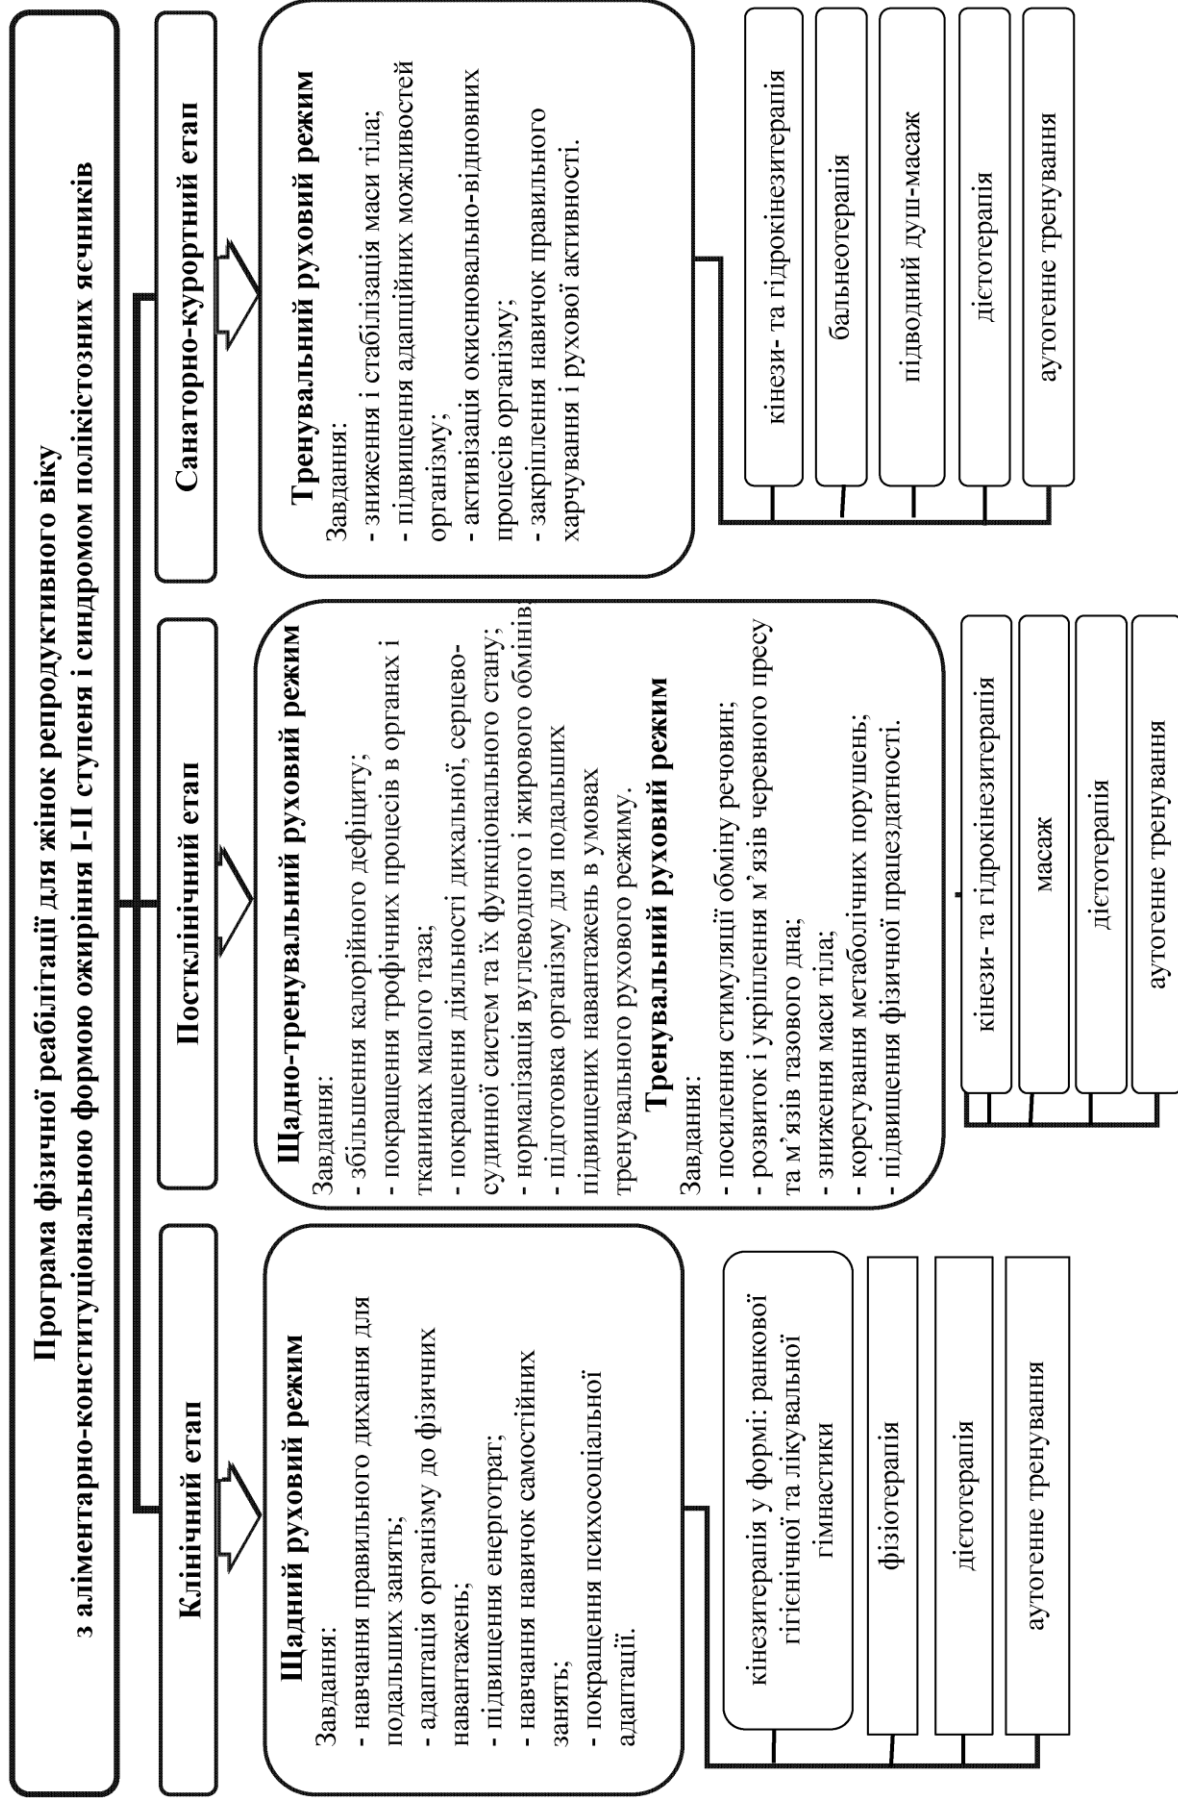 Програма фізичної реабілітації для жінок репродуктивного віку
з аліментарно-конституціональною формою ожиріння І-ІІ ступеня і синдромом полікістозних яєчників
Клінічний етап
Щадний руховий режим
Завдання:
- навчання правильного дихання для
подальших занять;
- адаптація організму до фізичних
навантажень;
- підвищення енерготрат;
- навчання навичок самостійних
занять;
- покращення психосоціальної
адаптації.
кінезитерапія у формі: ранкової
гігієнічної та лікувальної
гімнастики
фізіотерапія
дієтотерапія
аутогенне тренування
Постклінічний етап
Щадно-тренувальний руховий режим
Завдання:
- збільшення калорійного дефіциту;
- покращення трофічних процесів в органах і
тканинах малого таза;
- покращення діяльності дихальної, серцево-
судинної систем та їх функціонального стану;
- нормалізація вуглеводного і жирового обмінів;
- підготовка організму для подальших
підвищених навантажень в умовах
тренувального рухового режиму.
Тренувальний руховий режим
Завдання:
- посилення стимуляції обміну речовин;
- розвиток і укріплення м’язів черевного пресу
та м’язів тазового дна;
- зниження маси тіла;
- корегування метаболічних порушень;
- підвищення фізичної працездатності.
кінези- та гідрокінезитерапія
масаж
дієтотерапія
аутогенне тренування
Санаторно-курортний етап
Тренувальний руховий режим
Завдання:
- зниження і стабілізація маси тіла;
- підвищення адапційних можливостей
організму;
- активізація окиснювально-відновних
процесів організму;
- закріплення навичок правильного
харчування і рухової активності.
кінези- та гідрокінезитерапія
бальнеотерапія
підводний душ-масаж
дієтотерапія
аутогенне тренування